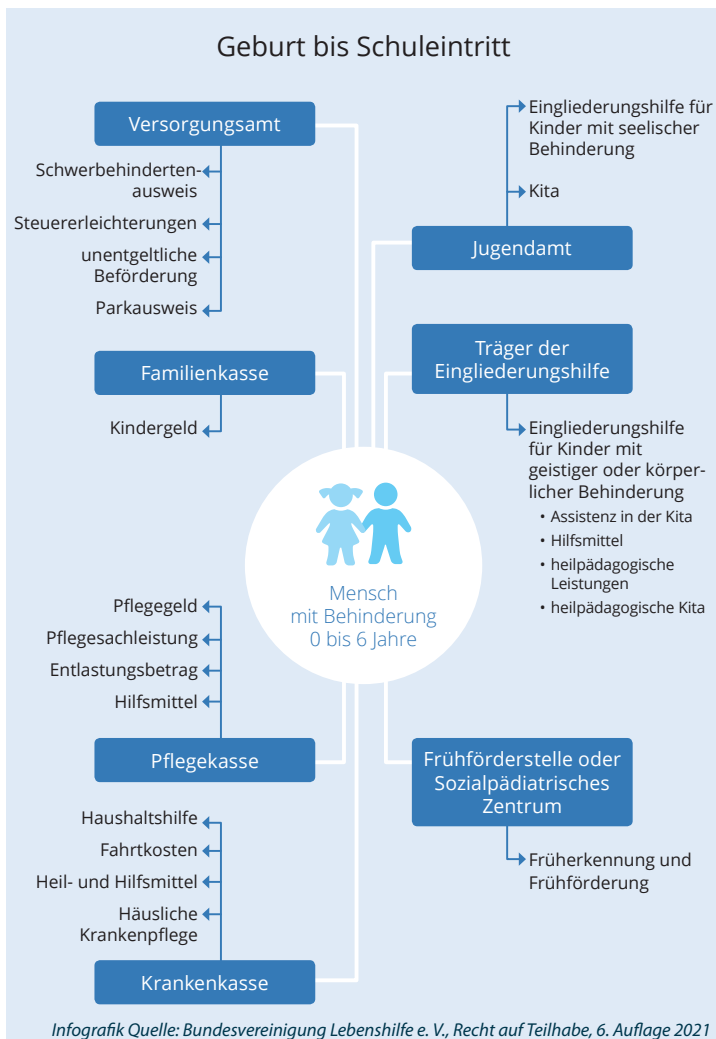 Geburt bis Schuleintritt
Versorgungsamt
Schwerbehinderten-
ausweis
Steuererleichterungen
unentgeltliche
Beförderung
Parkausweis
Familienkasse
Kindergeld
Eingliederungshilfe für
Kinder mit seelischer
Behinderung
Kita
Jugendamt
Träger der
Eingliederungshilfe
Eingliederungshilfe
für Kinder mit
geistiger oder körper-
licher Behinderung
• Assistenz in der Kita
• Hilfsmittel
• heilpädagogische
Leistungen
• heilpädagogische Kita
Mensch
mit Behinderung
0 bis 6 Jahre
Pflegegeld
Pflegesachleistung
Entlastungsbetrag
Hilfsmittel
Pflegekasse
Haushaltshilfe
Fahrtkosten
Heil- und Hilfsmittel
Häusliche
Krankenpflege
Krankenkasse
Frühförderstelle oder
Sozialpädiatrisches
Zentrum
Früherkennung und
Frühförderung
Infografik Quelle: Bundesvereinigung Lebenshilfe e. V., Recht auf Teilhabe, 6. Auflage 2021